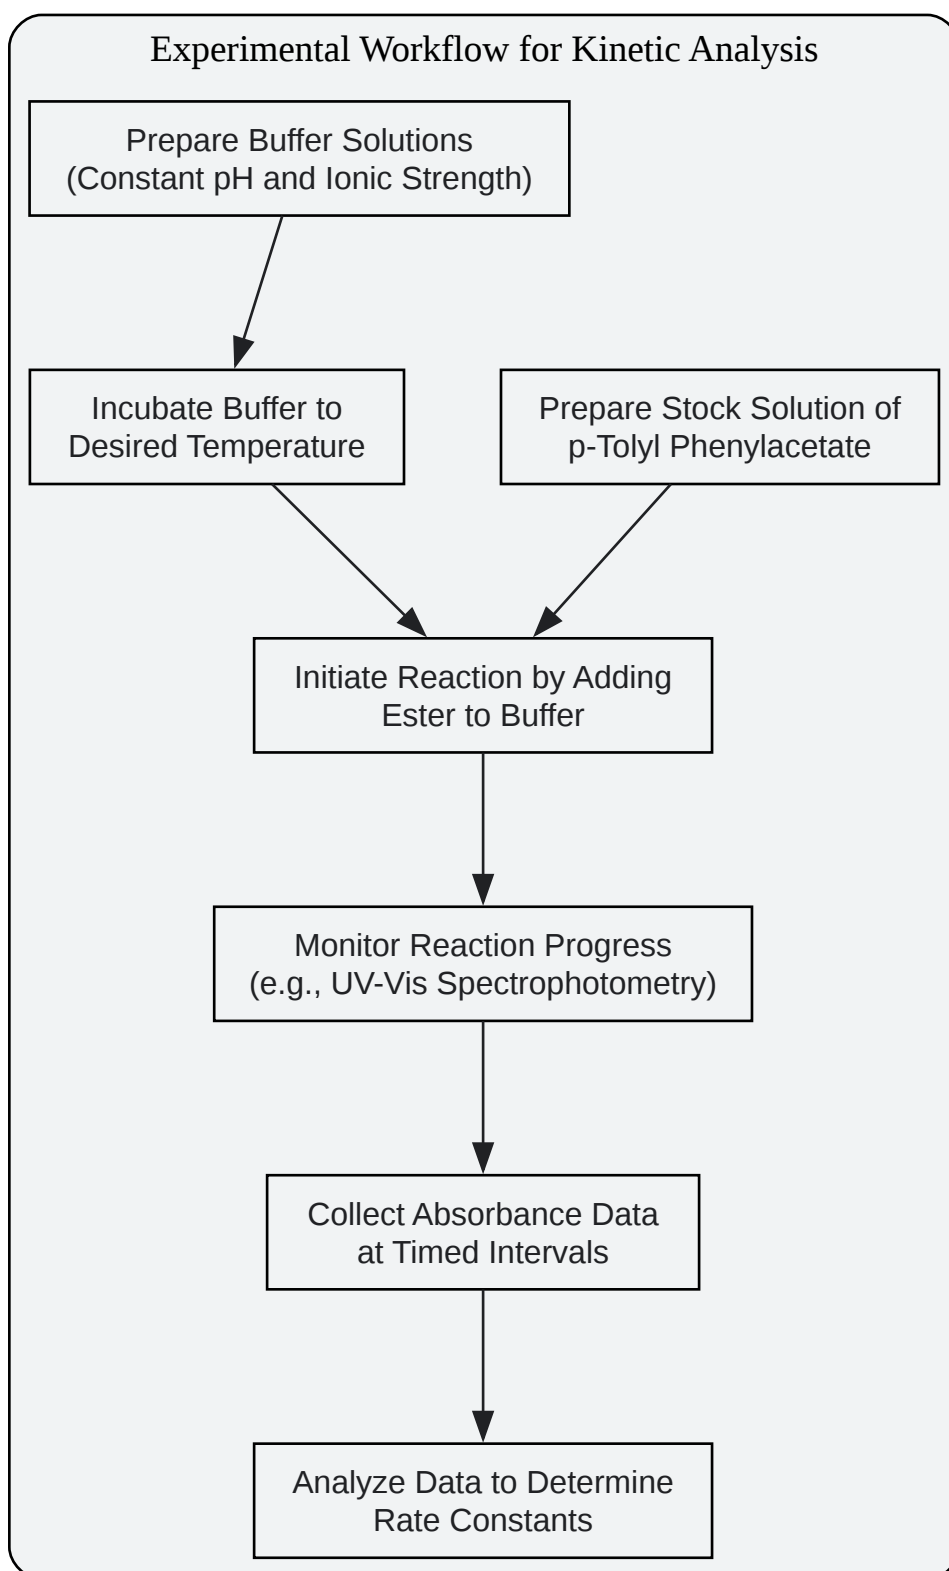 Experimental Workflow for Kinetic Analysis
Prepare Buffer Solutions
(Constant pH and Ionic Strength)
Incubate Buffer to
Desired Temperature
Prepare Stock Solution of
p-Tolyl Phenylacetate
Initiate Reaction by Adding
Ester to Buffer
Monitor Reaction Progress
(e.g., UV-Vis Spectrophotometry)
Collect Absorbance Data
at Timed Intervals
Analyze Data to Determine
Rate Constants